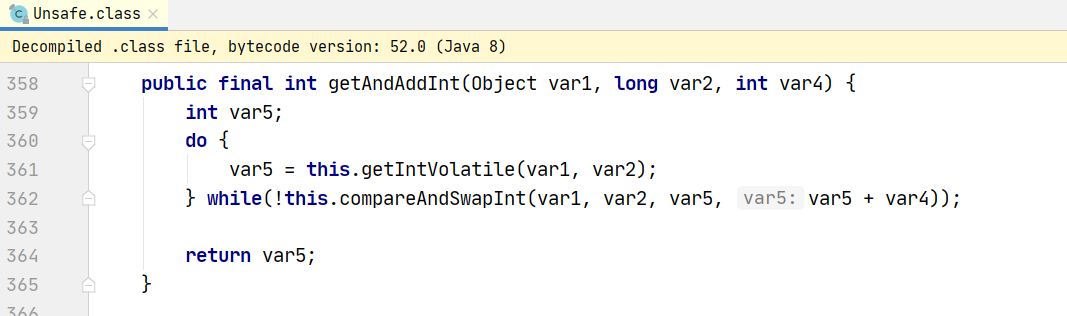 Unsafe.class
Decompiled .class file, bytecode version: 52.0 (Java 8)
358 public final int getAndAddInt(Object var1, long var2, int var4) {
359 int var5;
360 do {
361 var5 = this.getIntVolatile(var1, var2);
362 } while(!this.compareAndSwapInt(var1, var2, var5, var5: var5 + var4));
363
364 return var5;
365 }
366